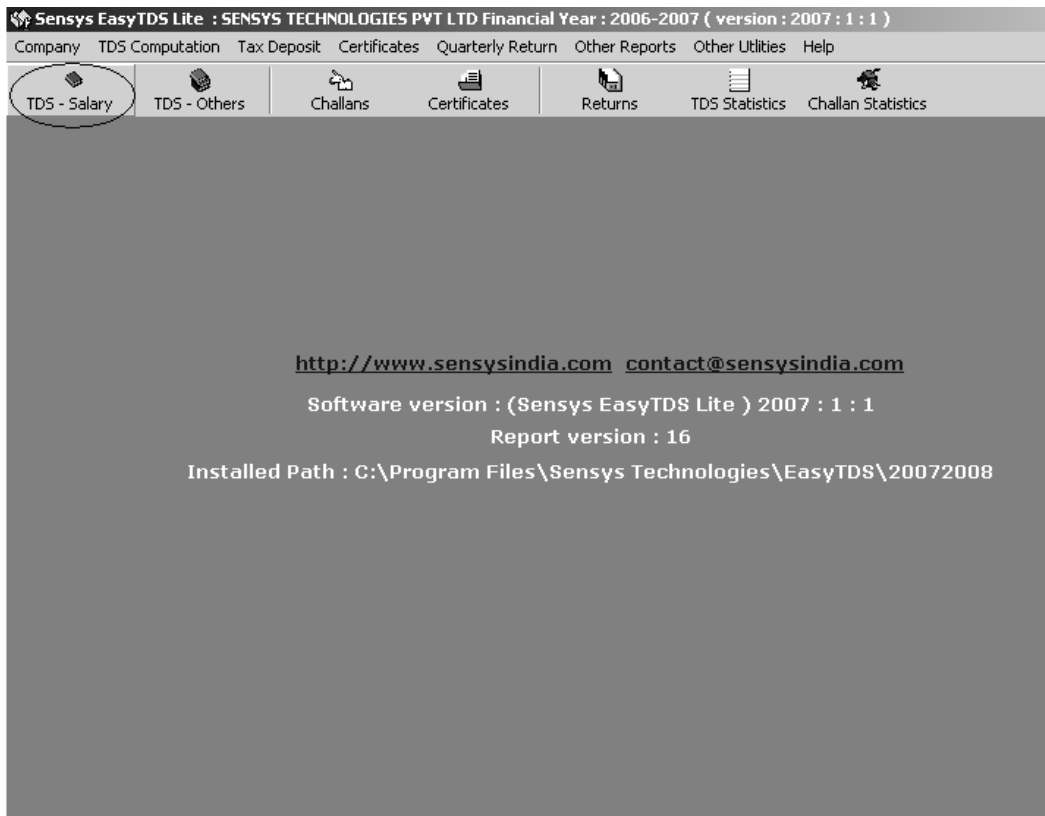 Sensys EasyTDS Lite : SENSYS TECHNOLOGIES PVT LTD Financial Year : 2006-2007 ( version : 2007 : 1 : 1 )
Company TDS Computation Tax Deposit Certificates Quarterly Return Other Reports Other Utlities Help
TDS - Salary TDS - Others Challans Certificates Returns TDS Statistics Challan Statistics
http://www.sensysindia.com contact@sensysindia.com
Software version : (Sensys EasyTDS Lite ) 2007 : 1 : 1
Report version : 16
Installed Path : C:\Program Files\Sensys Technologies\EasyTDS\20072008